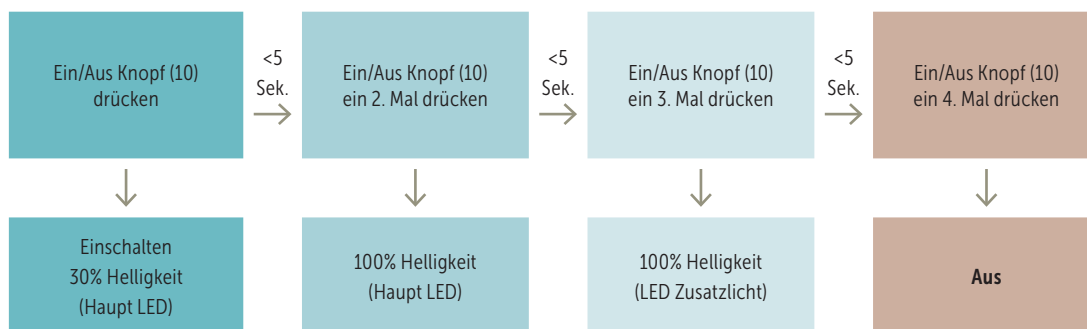 Ein/Aus Knopf (10)
drücken
<5
Sek.
Ein/Aus Knopf (10)
ein 2. Mal drücken
<5
Sek.
Ein/Aus Knopf (10)
ein 3. Mal drücken
<5
Sek.
Ein/Aus Knopf (10)
ein 4. Mal drücken
Einschalten
30% Helligkeit
(Haupt LED)
100% Helligkeit
(Haupt LED)
100% Helligkeit
(LED Zusatzlicht)
Aus